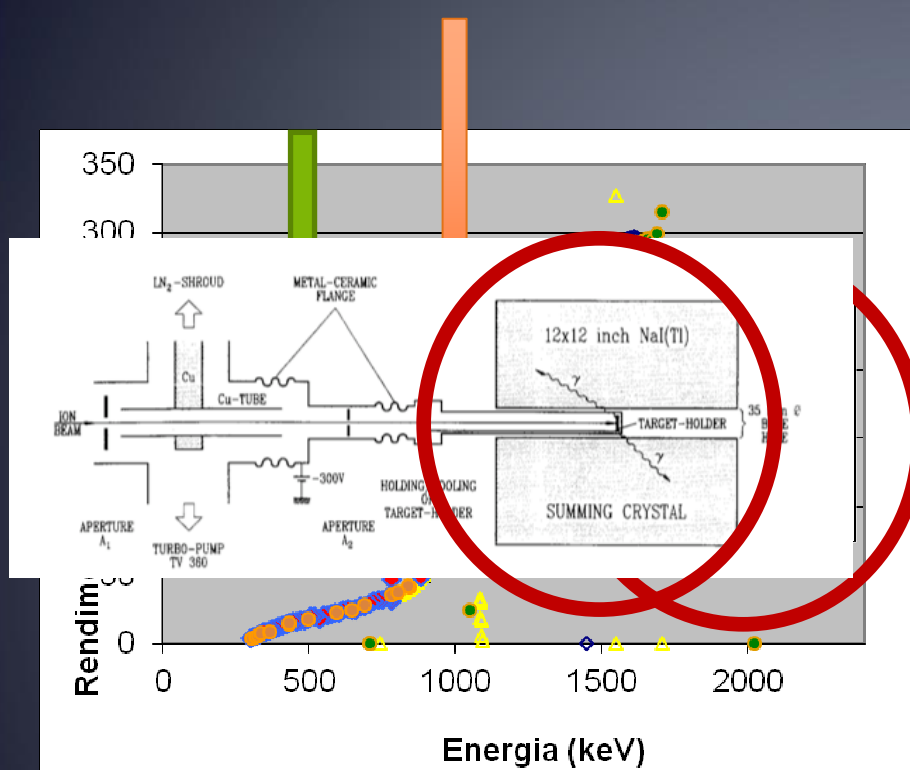 350
300
LN₂-SHROUD
METAL-CERAMIC
FLANGE
12x12 inch NaI(Tl)
γ
Cu
Cu-TUBE
ION
BEAM
TARGET-HOLDER
35
γ
-300V
TARGET-HOLDER
SUMMING CRYSTAL
APERTURE
A₁
APERTURE
A₂
TURBO-PUMP
TV 360
0
0 500 1000 1500 2000
Energia (keV)